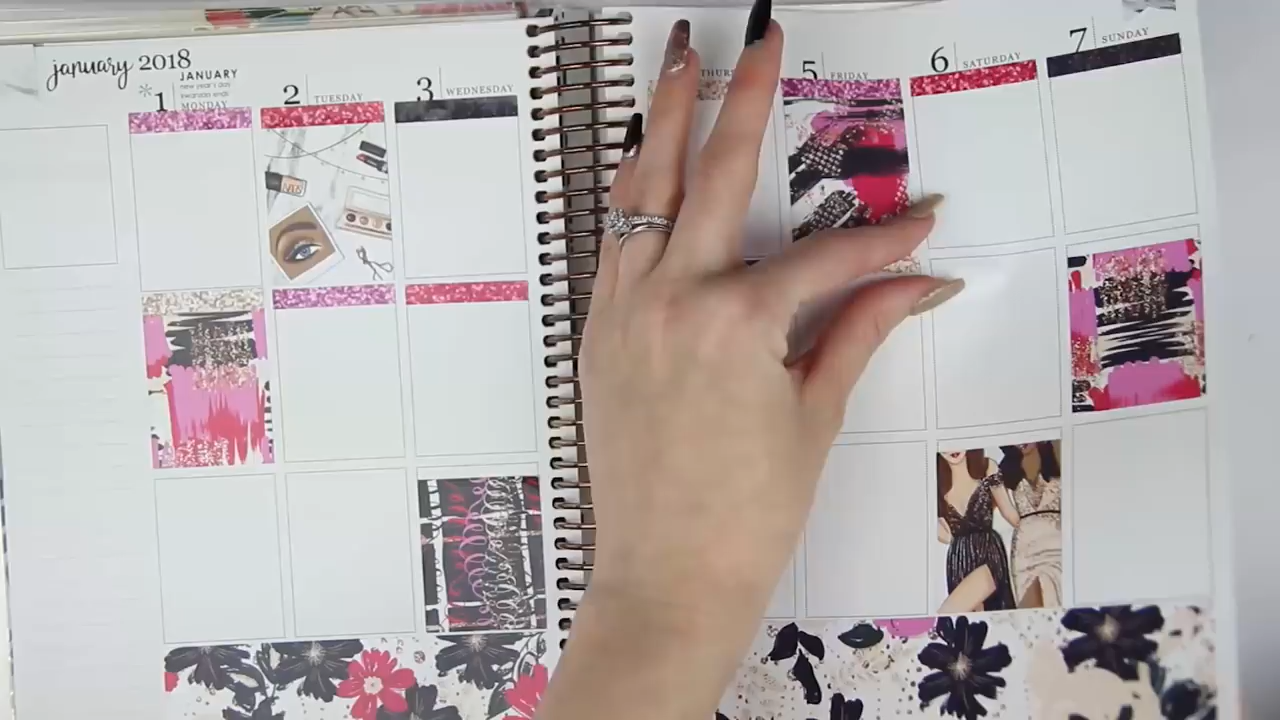 january 2018
JANUARY
new year's day
kwanzaa ends
*1 MONDAY
2 TUESDAY
3 WEDNESDAY
THUR
5 FRIDAY
6 SATURDAY
7 SUNDAY